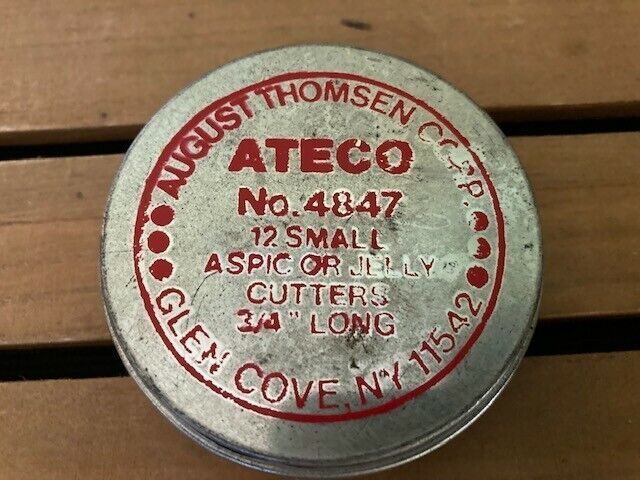 AUGUST THOMSEN CORP.
ATECO
No. 4847
12 SMALL
ASPIC OR JELLY
CUTTERS
3/4" LONG
GLEN COVE, NY 11542